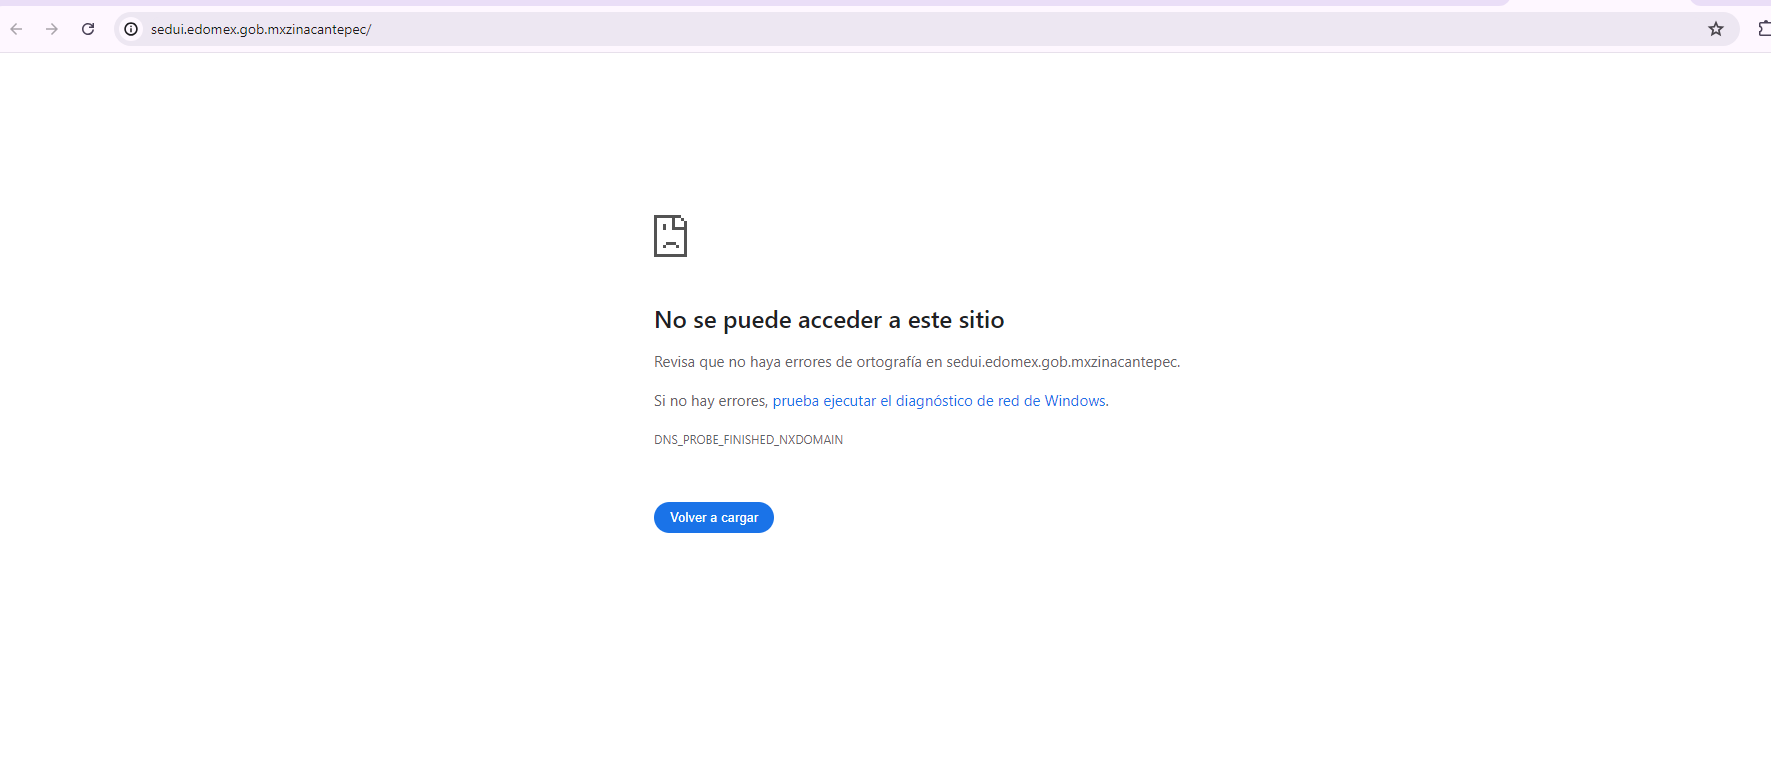 sedui.edomex.gob.mxzinacantepec/
No se puede acceder a este sitio
Revisa que no haya errores de ortografía en sedui.edomex.gob.mxzinacantepec.
Si no hay errores, prueba ejecutar el diagnóstico de red de Windows.
DNS_PROBE_FINISHED_NXDOMAIN
Volver a cargar